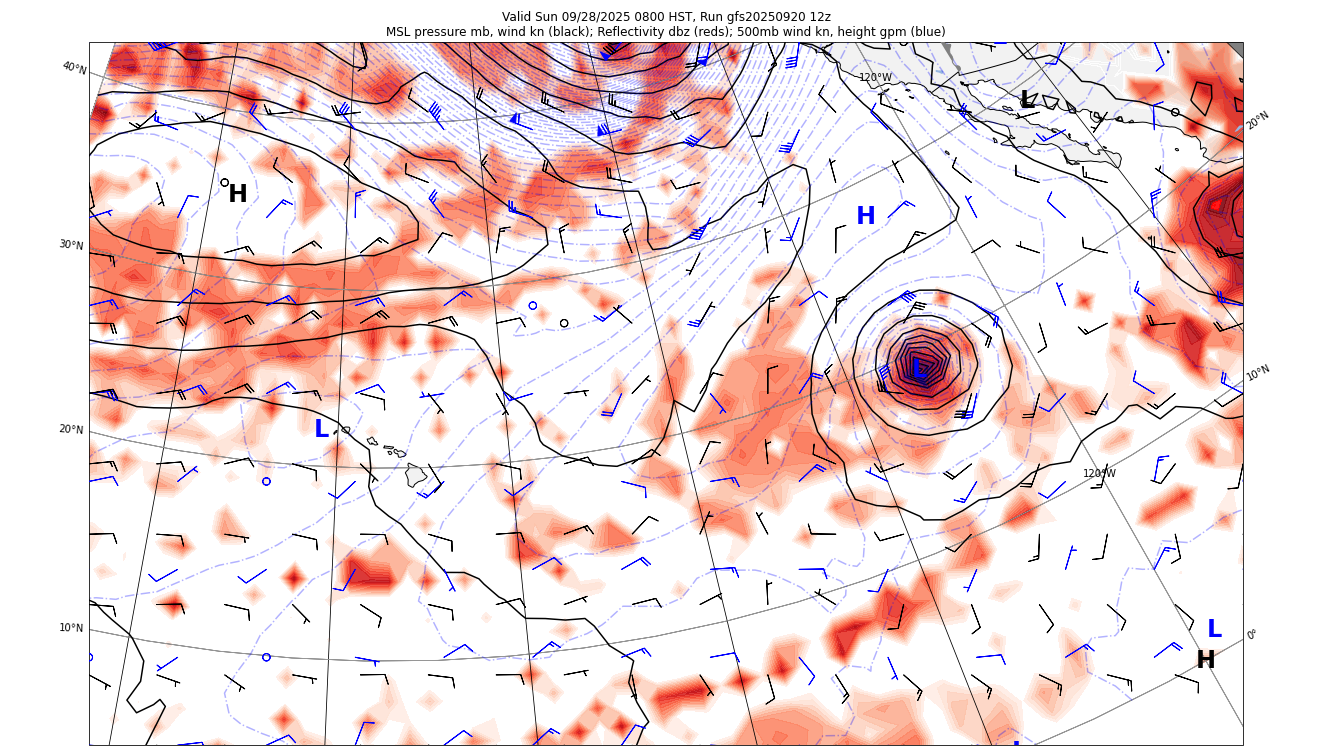 Valid Sun 09/28/2025 0800 HST, Run gfs20250920 12z
MSL pressure mb, wind kn (black); Reflectivity dbz (reds); 500mb wind kn, height gpm (blue)
40°N
120°W
L
20°N
H
H
30°N
L
10°N
20°N
L
120°W
10°N
L
0°
H
L